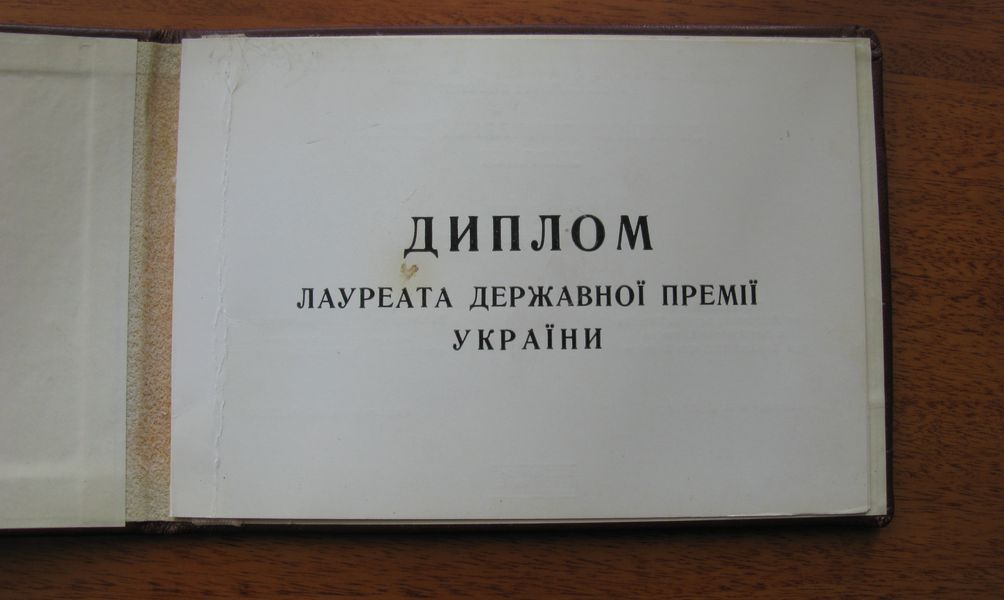 ДИПЛОМ
ЛАУРЕАТА ДЕРЖАВНОЇ ПРЕМІЇ
УКРАЇНИ